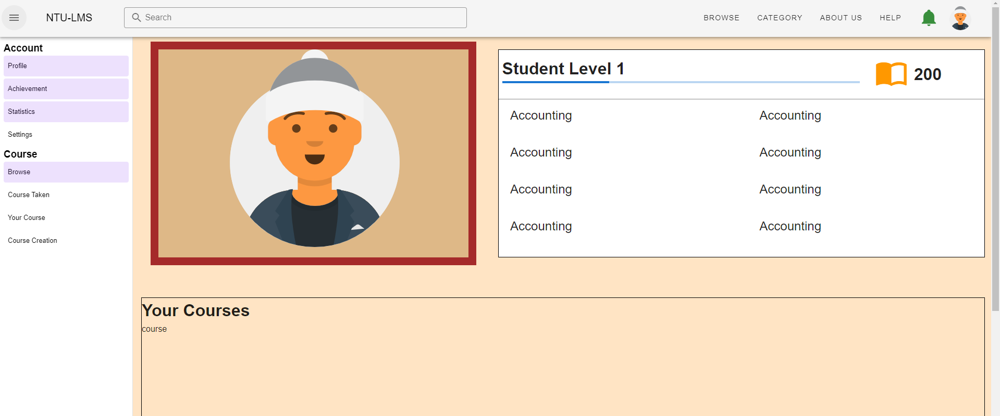 NTU-LMS
Search
BROWSE
CATEGORY
ABOUT US
HELP
Account
Profile
Achievement
Statistics
Settings
Course
Browse
Course Taken
Your Course
Course Creation
Student Level 1
200
Accounting
Accounting
Accounting
Accounting
Accounting
Accounting
Accounting
Accounting
Your Courses
course